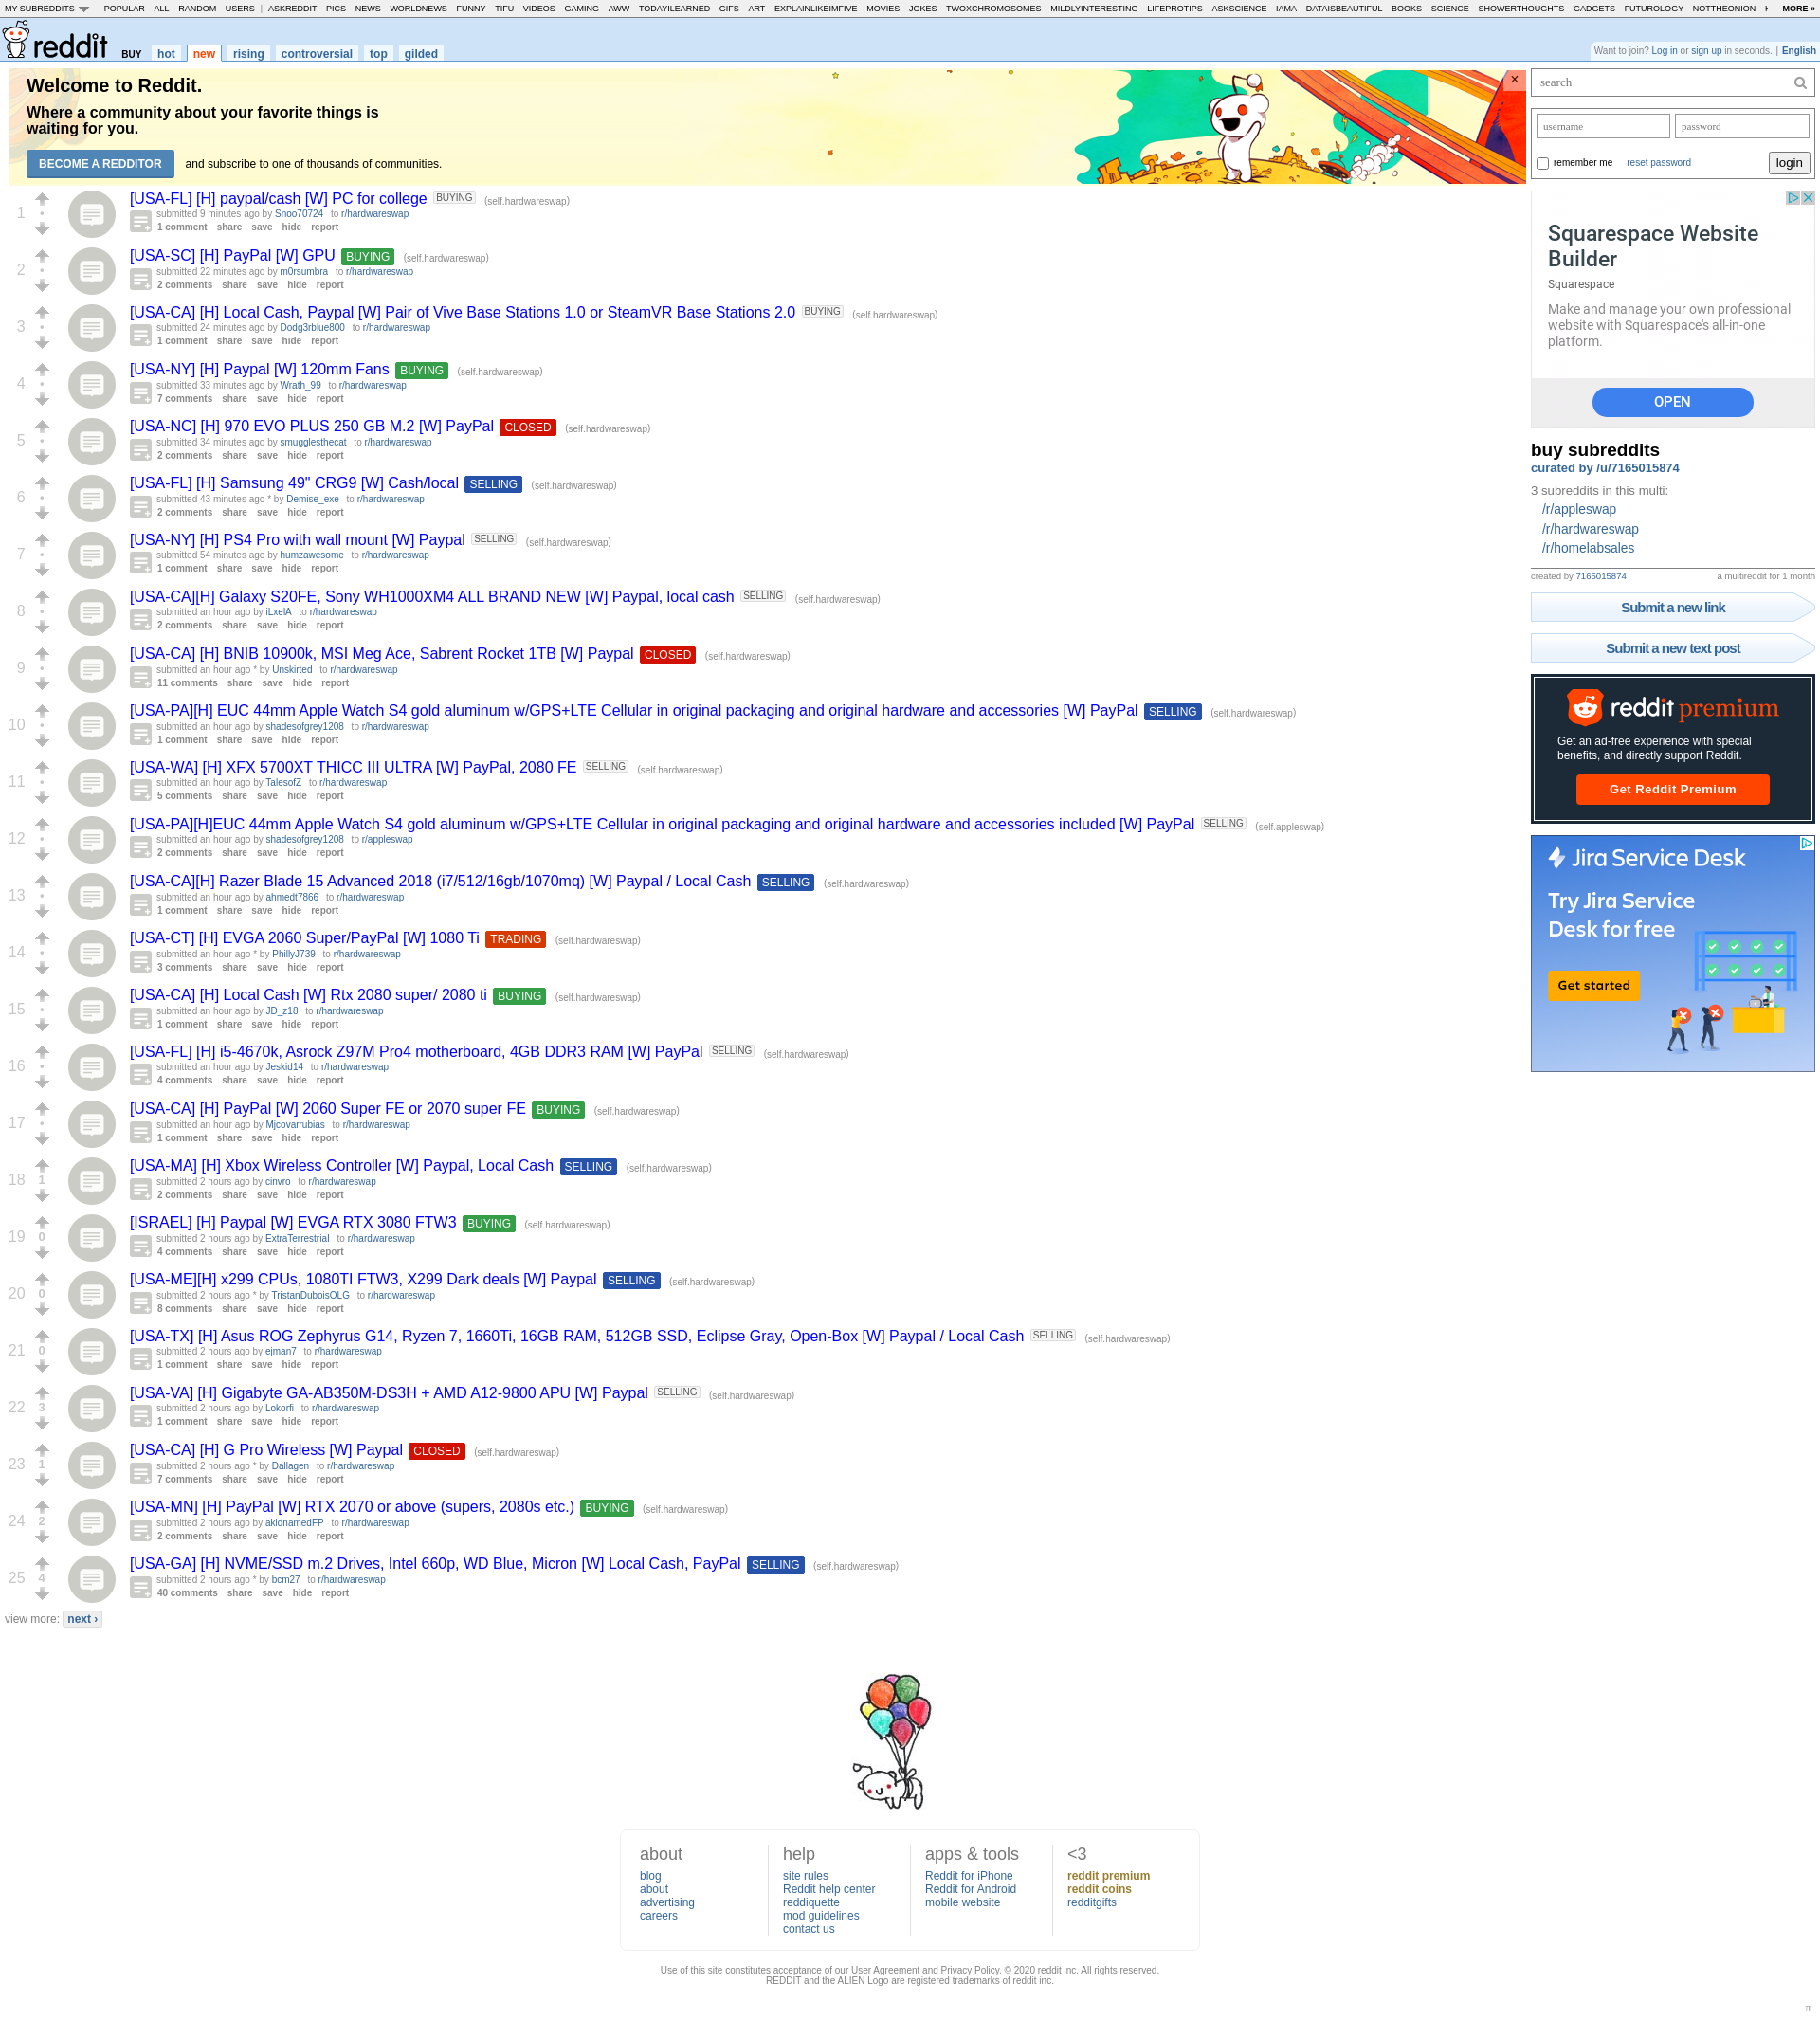 MY SUBREDDITS POPULAR - ALL - RANDOM - USERS | ASKREDDIT - PICS - NEWS - WORLDNEWS - FUNNY - TIFU - VIDEOS - GAMING - AWW - TODAYILEARNED - GIFS - ART - EXPLAINLIKEIMFIVE - MOVIES - JOKES - TWOXCHROMOSOMES - MILDLYINTERESTING - LIFEPROTIPS - ASKSCIENCE - IAMA - DATAISBEAUTIFUL - BOOKS - SCIENCE - SHOWERTHOUGHTS - GADGETS - FUTUROLOGY - NOTTHEONION - MORE »
reddit BUY hot new rising controversial top gilded
Want to join? Log in or sign up in seconds. | English
Welcome to Reddit.
Where a community about your favorite things is
waiting for you.
BECOME A REDDITOR and subscribe to one of thousands of communities.
×
1
[USA-FL] [H] paypal/cash [W] PC for college BUYING (self.hardwareswap)
submitted 9 minutes ago by Snoo70724 to r/hardwareswap
1 comment share save hide report
2
[USA-SC] [H] PayPal [W] GPU BUYING (self.hardwareswap)
submitted 22 minutes ago by m0rsumbra to r/hardwareswap
2 comments share save hide report
3
[USA-CA] [H] Local Cash, Paypal [W] Pair of Vive Base Stations 1.0 or SteamVR Base Stations 2.0 BUYING (self.hardwareswap)
submitted 24 minutes ago by Dodg3rblue800 to r/hardwareswap
1 comment share save hide report
4
[USA-NY] [H] Paypal [W] 120mm Fans BUYING (self.hardwareswap)
submitted 33 minutes ago by Wrath_99 to r/hardwareswap
7 comments share save hide report
5
[USA-NC] [H] 970 EVO PLUS 250 GB M.2 [W] PayPal CLOSED (self.hardwareswap)
submitted 34 minutes ago by smugglesthecat to r/hardwareswap
2 comments share save hide report
6
[USA-FL] [H] Samsung 49" CRG9 [W] Cash/local SELLING (self.hardwareswap)
submitted 43 minutes ago * by Demise_exe to r/hardwareswap
2 comments share save hide report
7
[USA-NY] [H] PS4 Pro with wall mount [W] Paypal SELLING (self.hardwareswap)
submitted 54 minutes ago by humzawesome to r/hardwareswap
1 comment share save hide report
8
[USA-CA][H] Galaxy S20FE, Sony WH1000XM4 ALL BRAND NEW [W] Paypal, local cash SELLING (self.hardwareswap)
submitted an hour ago by iLxelA to r/hardwareswap
2 comments share save hide report
9
[USA-CA] [H] BNIB 10900k, MSI Meg Ace, Sabrent Rocket 1TB [W] Paypal CLOSED (self.hardwareswap)
submitted an hour ago * by Unskirted to r/hardwareswap
11 comments share save hide report
10
[USA-PA][H] EUC 44mm Apple Watch S4 gold aluminum w/GPS+LTE Cellular in original packaging and original hardware and accessories [W] PayPal SELLING (self.hardwareswap)
submitted an hour ago by shadesofgrey1208 to r/hardwareswap
1 comment share save hide report
11
[USA-WA] [H] XFX 5700XT THICC III ULTRA [W] PayPal, 2080 FE SELLING (self.hardwareswap)
submitted an hour ago by TalesofZ to r/hardwareswap
5 comments share save hide report
12
[USA-PA][H]EUC 44mm Apple Watch S4 gold aluminum w/GPS+LTE Cellular in original packaging and original hardware and accessories included [W] PayPal SELLING (self.appleswap)
submitted an hour ago by shadesofgrey1208 to r/appleswap
2 comments share save hide report
13
[USA-CA][H] Razer Blade 15 Advanced 2018 (i7/512/16gb/1070mq) [W] Paypal / Local Cash SELLING (self.hardwareswap)
submitted an hour ago by ahmedt7866 to r/hardwareswap
1 comment share save hide report
14
[USA-CT] [H] EVGA 2060 Super/PayPal [W] 1080 Ti TRADING (self.hardwareswap)
submitted an hour ago * by PhillyJ739 to r/hardwareswap
3 comments share save hide report
15
[USA-CA] [H] Local Cash [W] Rtx 2080 super/ 2080 ti BUYING (self.hardwareswap)
submitted an hour ago by JD_z18 to r/hardwareswap
1 comment share save hide report
16
[USA-FL] [H] i5-4670k, Asrock Z97M Pro4 motherboard, 4GB DDR3 RAM [W] PayPal SELLING (self.hardwareswap)
submitted an hour ago by Jeskid14 to r/hardwareswap
4 comments share save hide report
17
[USA-CA] [H] PayPal [W] 2060 Super FE or 2070 super FE BUYING (self.hardwareswap)
submitted an hour ago by Mjcovarrubias to r/hardwareswap
1 comment share save hide report
18 1
[USA-MA] [H] Xbox Wireless Controller [W] Paypal, Local Cash SELLING (self.hardwareswap)
submitted 2 hours ago by cinvro to r/hardwareswap
2 comments share save hide report
19 0
[ISRAEL] [H] Paypal [W] EVGA RTX 3080 FTW3 BUYING (self.hardwareswap)
submitted 2 hours ago by ExtraTerrestrial to r/hardwareswap
4 comments share save hide report
20 0
[USA-ME][H] x299 CPUs, 1080TI FTW3, X299 Dark deals [W] Paypal SELLING (self.hardwareswap)
submitted 2 hours ago * by TristanDuboisOLG to r/hardwareswap
8 comments share save hide report
21 0
[USA-TX] [H] Asus ROG Zephyrus G14, Ryzen 7, 1660Ti, 16GB RAM, 512GB SSD, Eclipse Gray, Open-Box [W] Paypal / Local Cash SELLING (self.hardwareswap)
submitted 2 hours ago by ejman7 to r/hardwareswap
1 comment share save hide report
22 3
[USA-VA] [H] Gigabyte GA-AB350M-DS3H + AMD A12-9800 APU [W] Paypal SELLING (self.hardwareswap)
submitted 2 hours ago by Lokorfi to r/hardwareswap
1 comment share save hide report
23 1
[USA-CA] [H] G Pro Wireless [W] Paypal CLOSED (self.hardwareswap)
submitted 2 hours ago * by Dallagen to r/hardwareswap
7 comments share save hide report
24 2
[USA-MN] [H] PayPal [W] RTX 2070 or above (supers, 2080s etc.) BUYING (self.hardwareswap)
submitted 2 hours ago by akidnamedFP to r/hardwareswap
2 comments share save hide report
25 4
[USA-GA] [H] NVME/SSD m.2 Drives, Intel 660p, WD Blue, Micron [W] Local Cash, PayPal SELLING (self.hardwareswap)
submitted 2 hours ago * by bcm27 to r/hardwareswap
40 comments share save hide report
view more: next ›
search
username password
remember me reset password login
Squarespace Website
Builder
Squarespace
Make and manage your own professional
website with Squarespace's all-in-one
platform.
OPEN
buy subreddits
curated by /u/7165015874
3 subreddits in this multi:
/r/appleswap
/r/hardwareswap
/r/homelabsales
created by 7165015874 a multireddit for 1 month
Submit a new link
Submit a new text post
reddit premium
Get an ad-free experience with special
benefits, and directly support Reddit.
Get Reddit Premium
Jira Service Desk
Try Jira Service
Desk for free
Get started
about
blog
about
advertising
careers
help
site rules
Reddit help center
reddiquette
mod guidelines
contact us
apps & tools
Reddit for iPhone
Reddit for Android
mobile website
<3
reddit premium
reddit coins
redditgifts
Use of this site constitutes acceptance of our User Agreement and Privacy Policy. © 2020 reddit inc. All rights reserved.
REDDIT and the ALIEN Logo are registered trademarks of reddit inc.
π